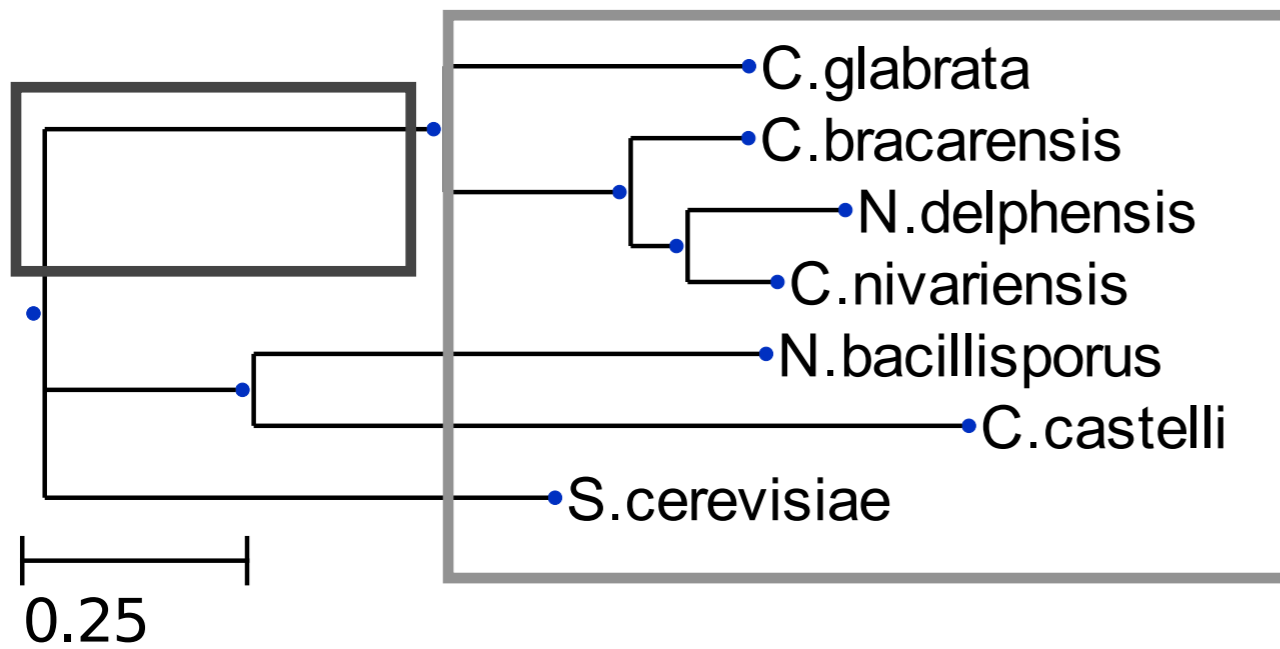 C.glabrata
C.bracarensis
N.delphensis
C.nivariensis
N.bacillisporus
C.castelli
S.cerevisiae
0.25